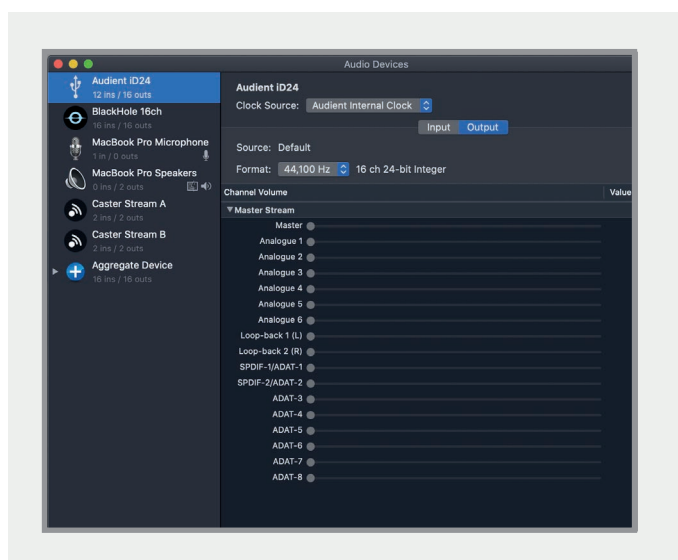 Audio Devices
Audient iD24
12 ins / 16 outs
BlackHole 16ch
16 ins / 16 outs
MacBook Pro Microphone
1 in / 0 outs
MacBook Pro Speakers
0 ins / 2 outs
Caster Stream A
2 ins / 2 outs
Caster Stream B
2 ins / 2 outs
Aggregate Device
16 ins / 16 outs
Audient iD24
Clock Source: Audient Internal Clock
Input Output
Source: Default
Format: 44,100 Hz 16 ch 24-bit Integer
Channel Volume Value
Master Stream
Master
Analogue 1
Analogue 2
Analogue 3
Analogue 4
Analogue 5
Analogue 6
Loop-back 1 (L)
Loop-back 2 (R)
SPDIF-1/ADAT-1
SPDIF-2/ADAT-2
ADAT-3
ADAT-4
ADAT-5
ADAT-6
ADAT-7
ADAT-8